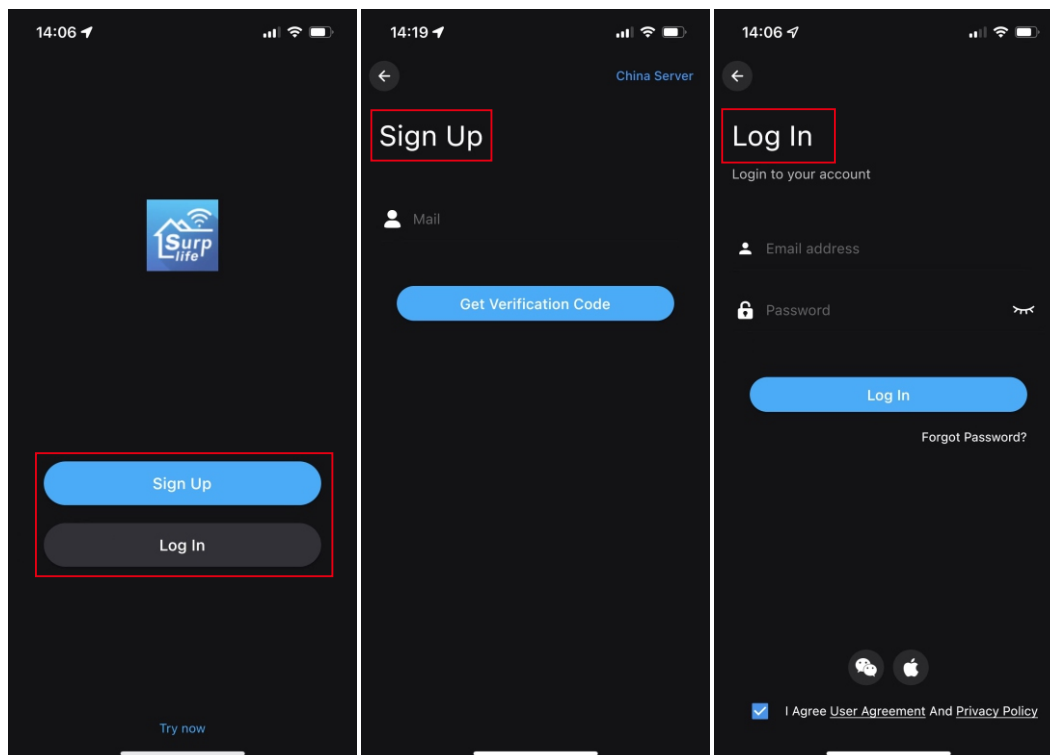 14:06
Surp
life
Sign Up
Log In
Try now
14:19
China Server
Sign Up
Mail
Get Verification Code
14:06
Log In
Login to your account
Email address
Password
Log In
Forgot Password?
I Agree User Agreement And Privacy Policy